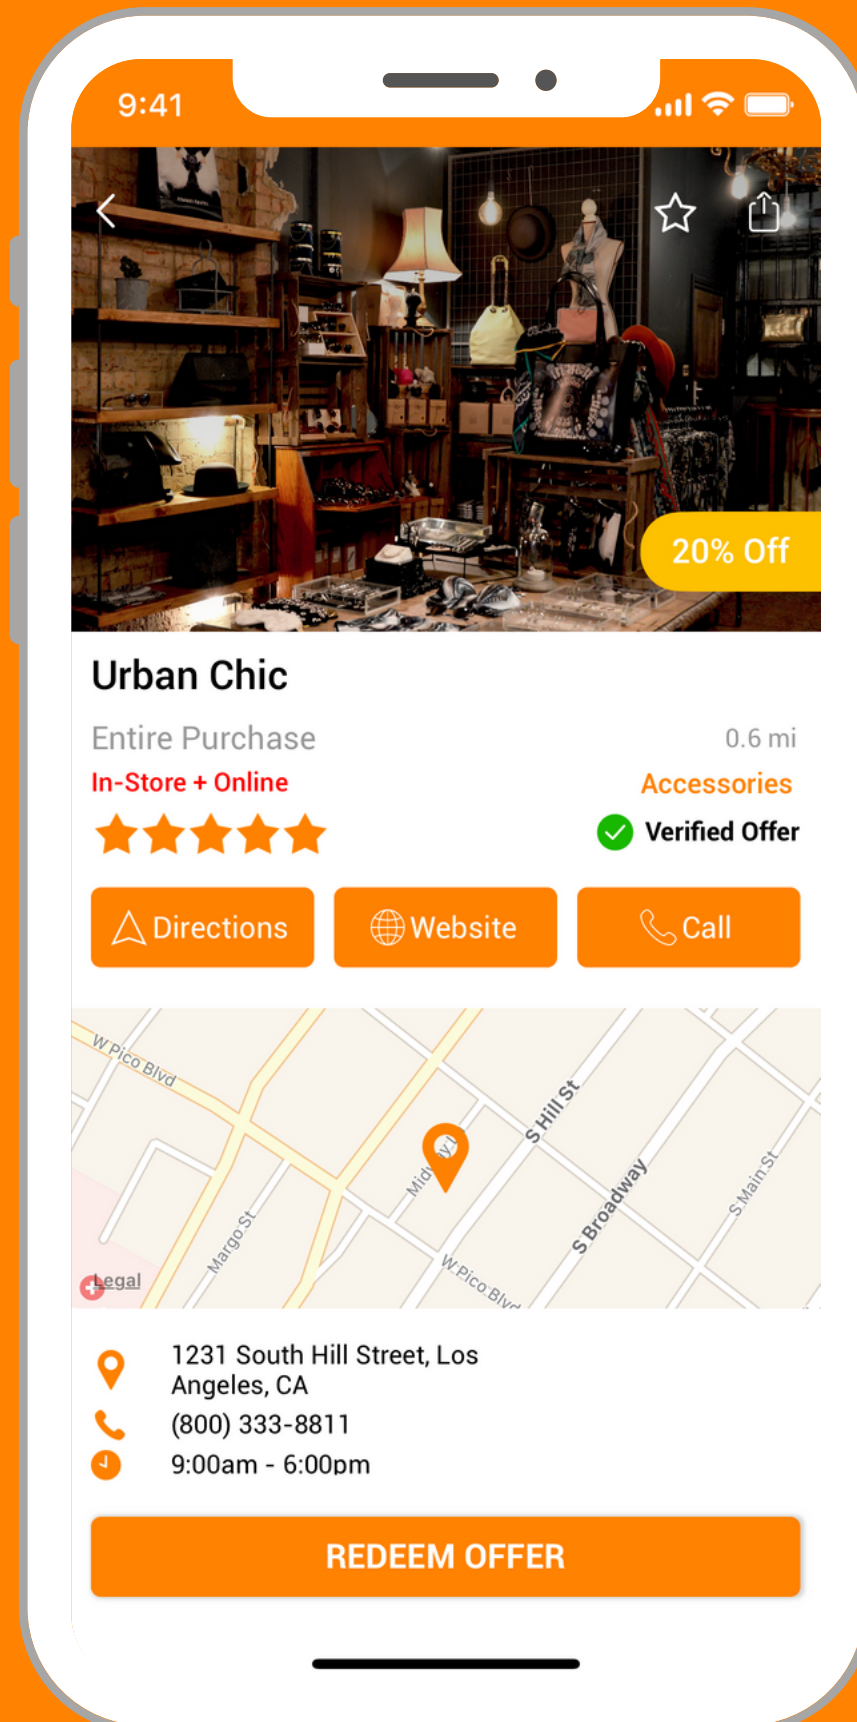 9:41
20% Off
Urban Chic
Entire Purchase
0.6 mi
In-Store + Online
Accessories
Verified Offer
Directions
Website
Call
W Pico Blvd
S Hill St
S Broadway
S Main St
Margo St
W Pico Blvd
Legal
1231 South Hill Street, Los
Angeles, CA
(800) 333-8811
9:00am - 6:00pm
REDEEM OFFER